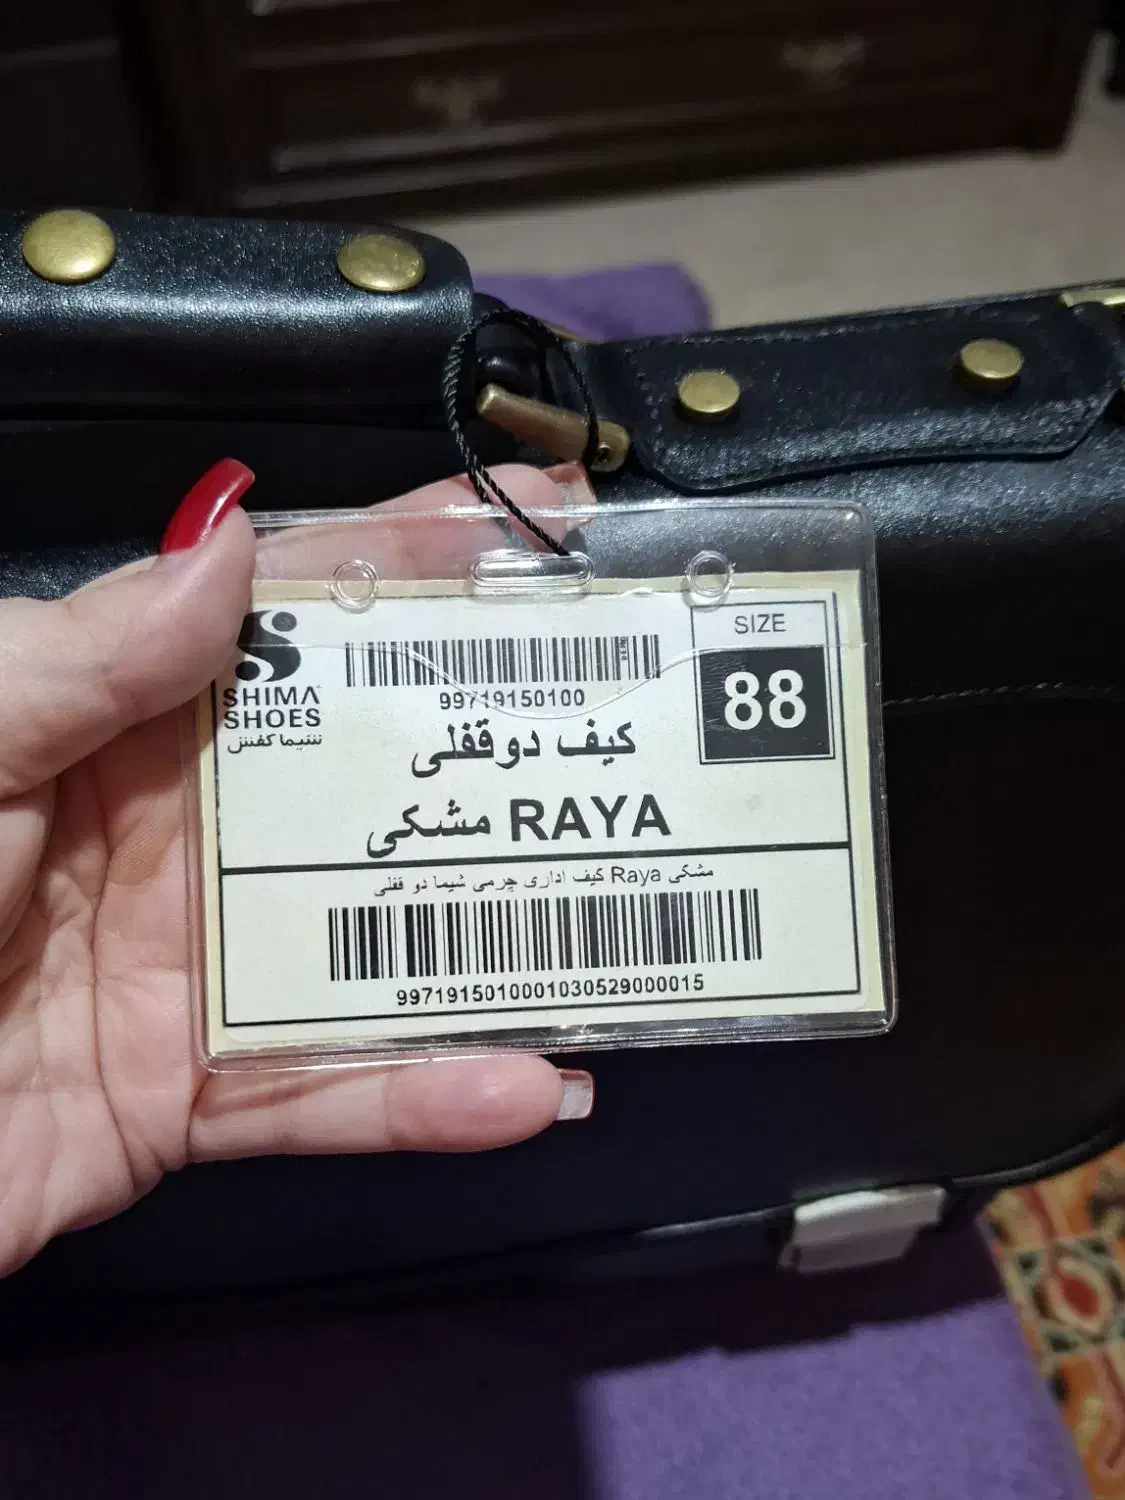 SHIMA
SHOES
شیما کفش
99719150100
DEMO
SIZE
88
کیف دوقفلی
RAYA مشکی
کیف اداری چرمی شیما دو قفلی Raya مشکی
9971915010001030529000015